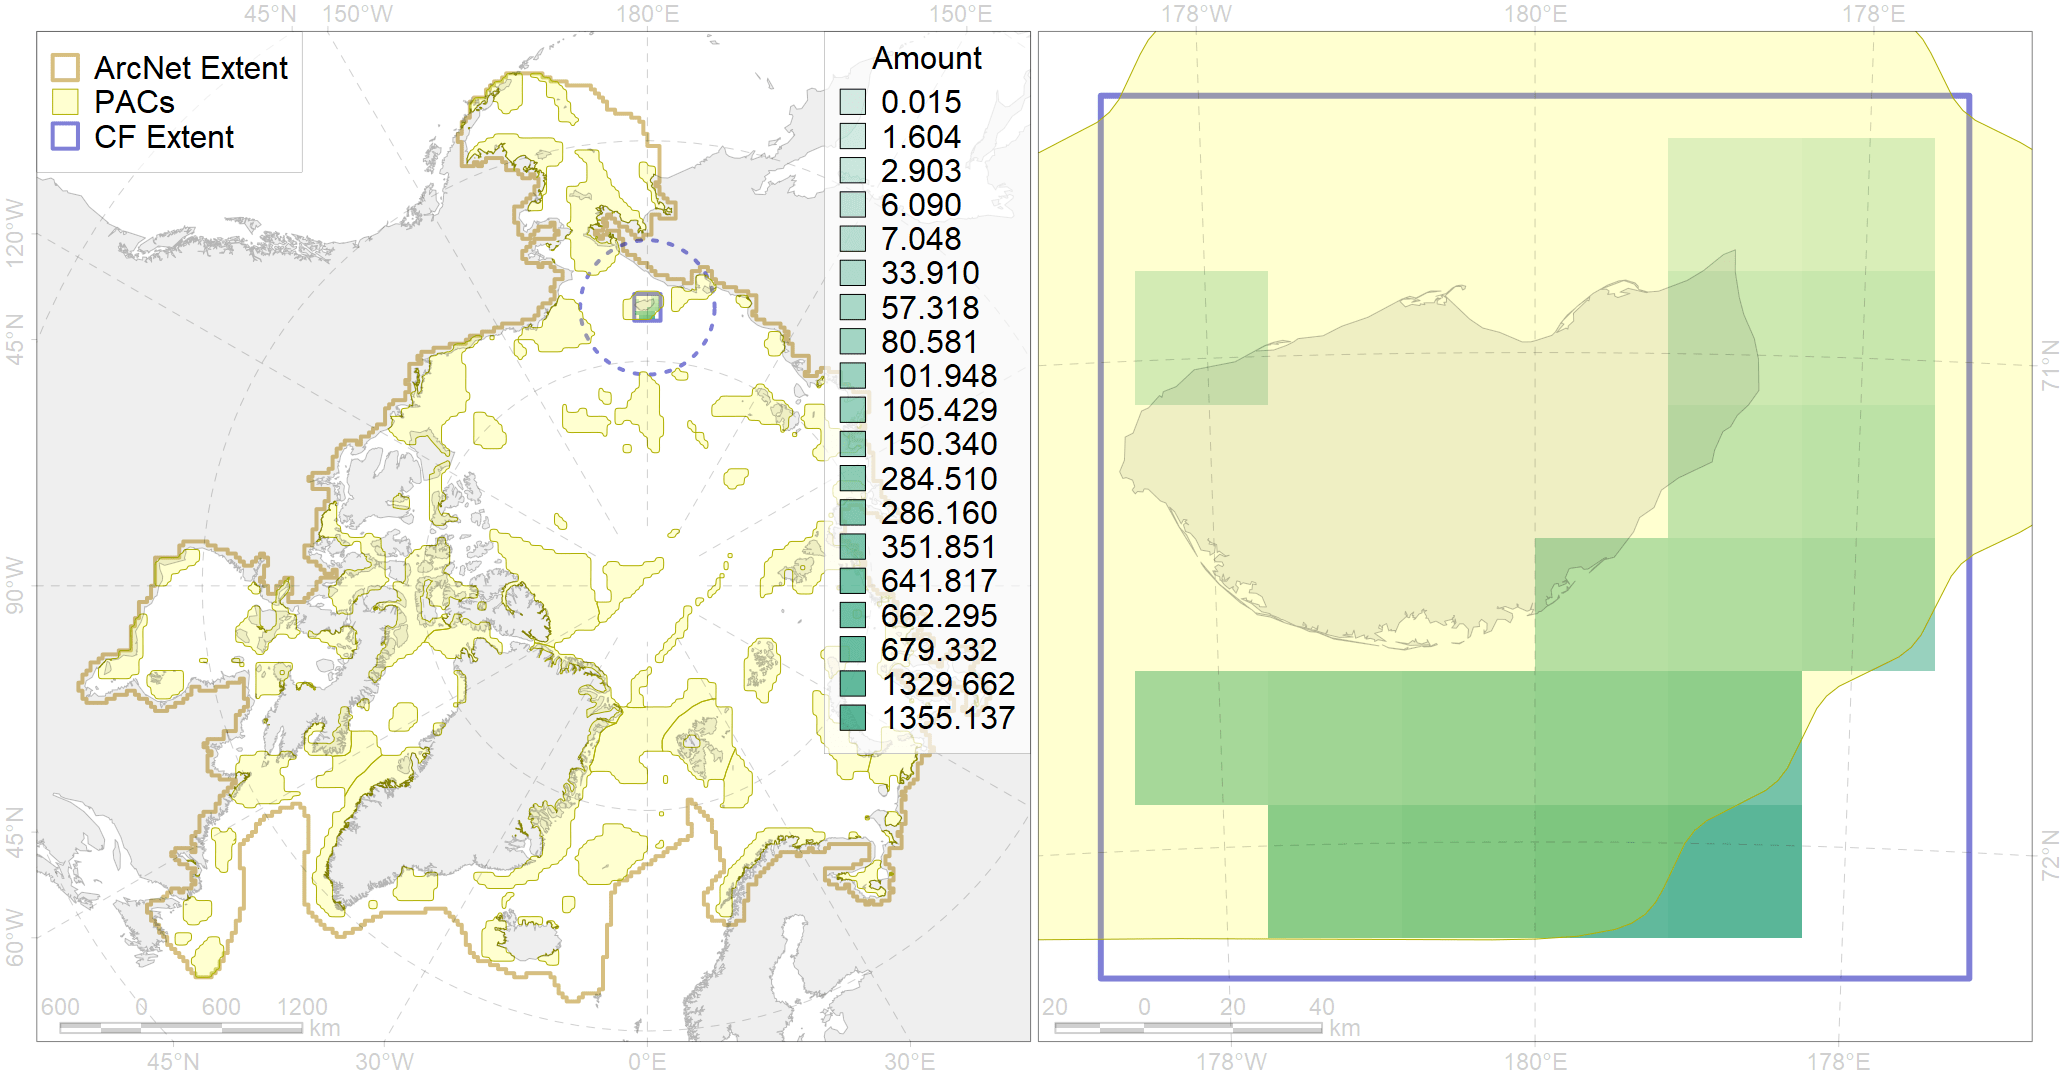 45°N 150°W 180°E 150°E 178°W 180°E 178°E
ArcNet Extent
PACs
CF Extent
Amount
0.015
1.604
2.903
6.090
7.048
33.910
57.318
80.581
101.948
105.429
150.340
284.510
286.160
351.851
641.817
662.295
679.332
1329.662
1355.137
120°W
45°N
90°W
45°N
60°W
71°N
72°N
600 0 600 1200
km
20 0 20 40
km
45°N 30°W 0°E 30°E 178°W 180°E 178°E